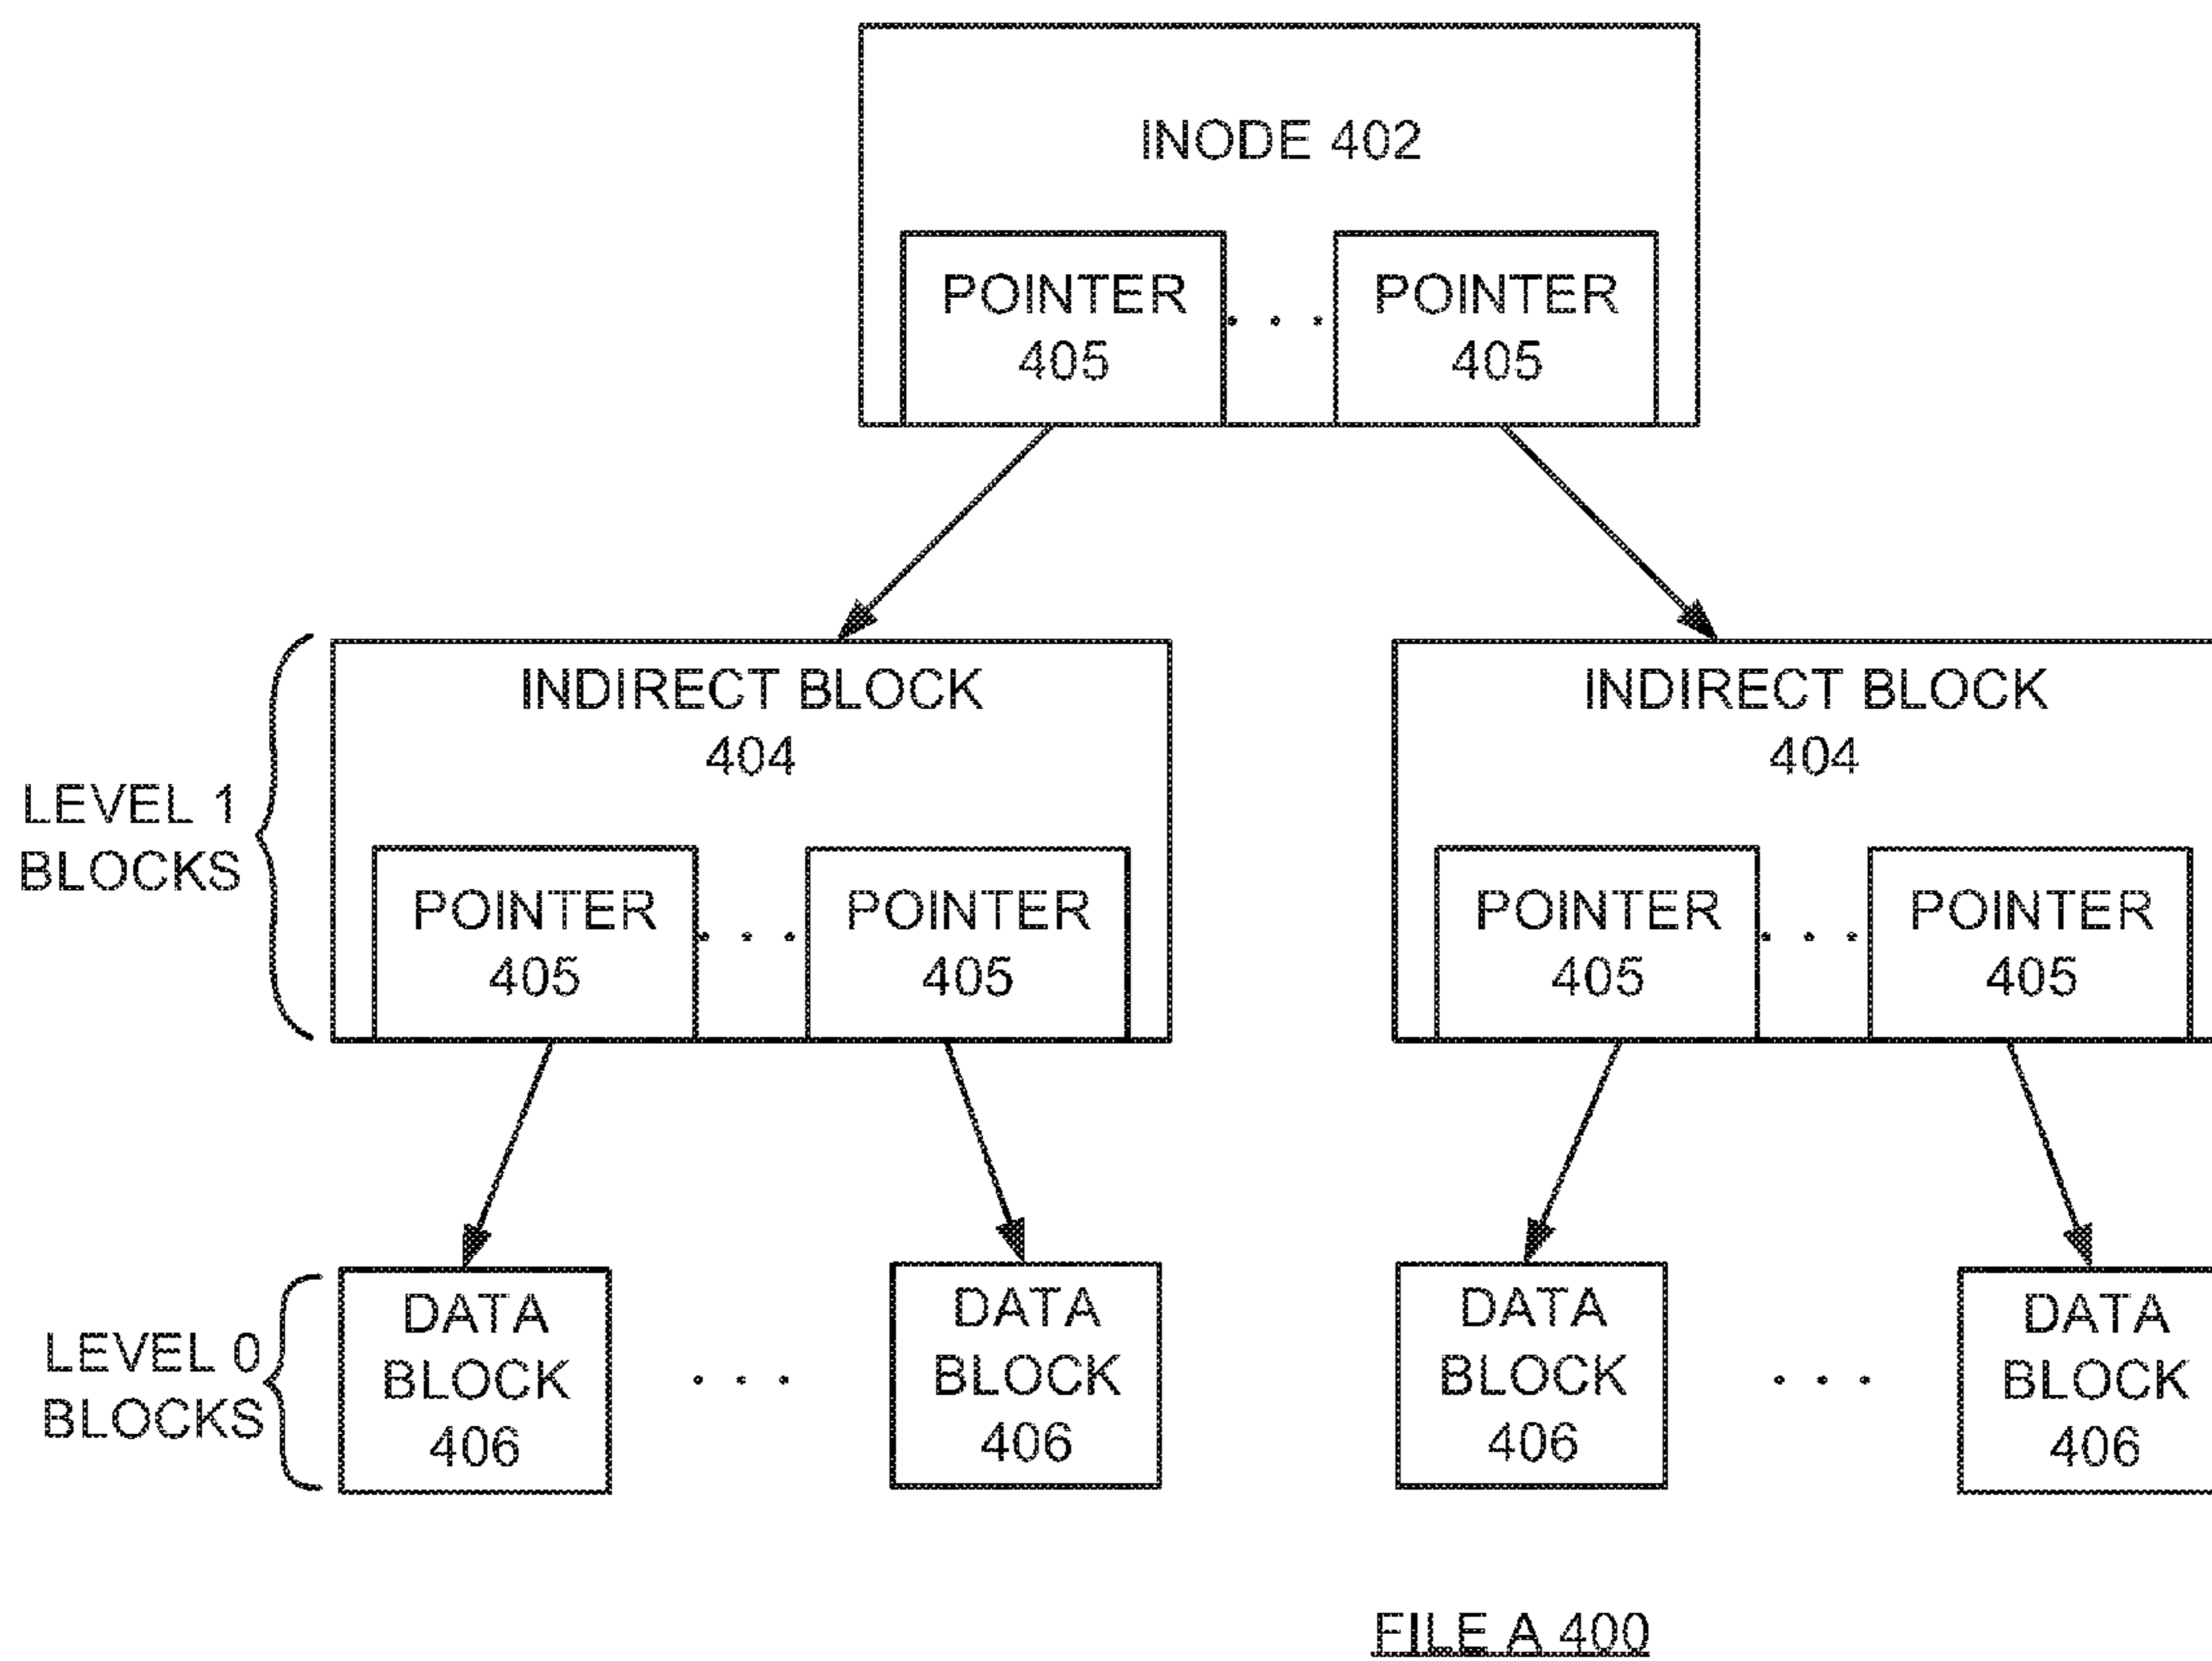 INODE 402
POINTER
405
. . .
POINTER
405
LEVEL 1
BLOCKS
INDIRECT BLOCK
404
POINTER
405
. . .
POINTER
405
INDIRECT BLOCK
404
POINTER
405
. . .
POINTER
405
LEVEL 0
BLOCKS
DATA
BLOCK
406
. . .
DATA
BLOCK
406
DATA
BLOCK
406
. . .
DATA
BLOCK
406
FILE A 400